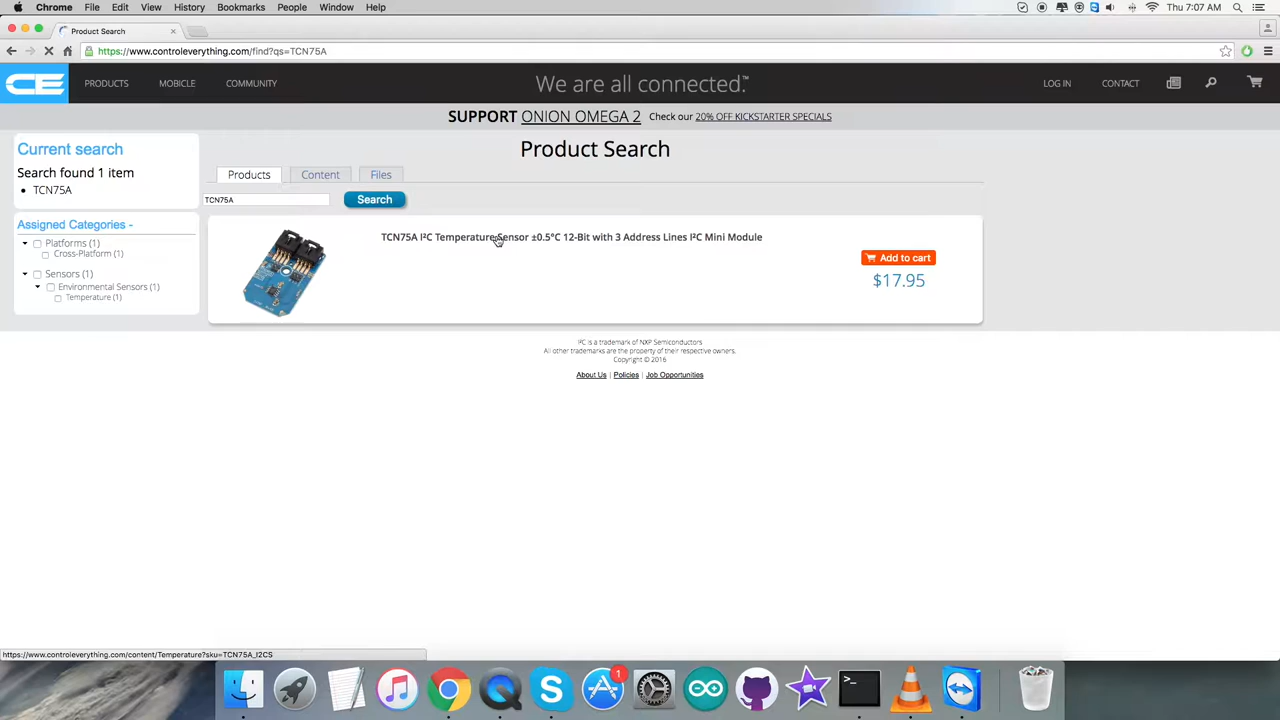 Chrome File Edit View History Bookmarks People Window Help Thu 7:07 AM
Product Search
https://www.controleverything.com/find?qs=TCN75A
CE PRODUCTS MOBICLE COMMUNITY We are all connected.™ LOG IN CONTACT
SUPPORT ONION OMEGA 2 Check our 20% OFF KICKSTARTER SPECIALS
Current search
Search found 1 item
TCN75A
Assigned Categories -
Platforms (1)
Cross-Platform (1)
Sensors (1)
Environmental Sensors (1)
Temperature (1)
Product Search
Products Content Files
TCN75A Search
TCN75A I²C Temperature Sensor ±0.5°C 12-Bit with 3 Address Lines I²C Mini Module
Add to cart
$17.95
I²C is a trademark of NXP Semiconductors
All other trademarks are the property of their respective owners.
Copyright © 2016
About Us | Policies | Job Opportunities
https://www.controleverything.com/content/Temperature?sku=TCN75A_I2CS
1